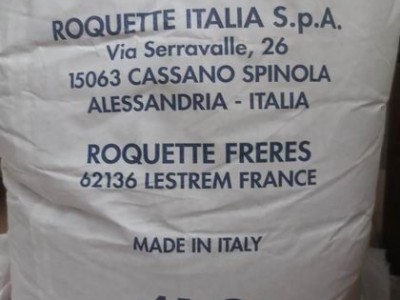 ROQUETTE ITALIA S.p.A.
Via Serravalle, 26
15063 CASSANO SPINOLA
ALESSANDRIA - ITALIA
ROQUETTE FRERES
62136 LESTREM FRANCE
MADE IN ITALY